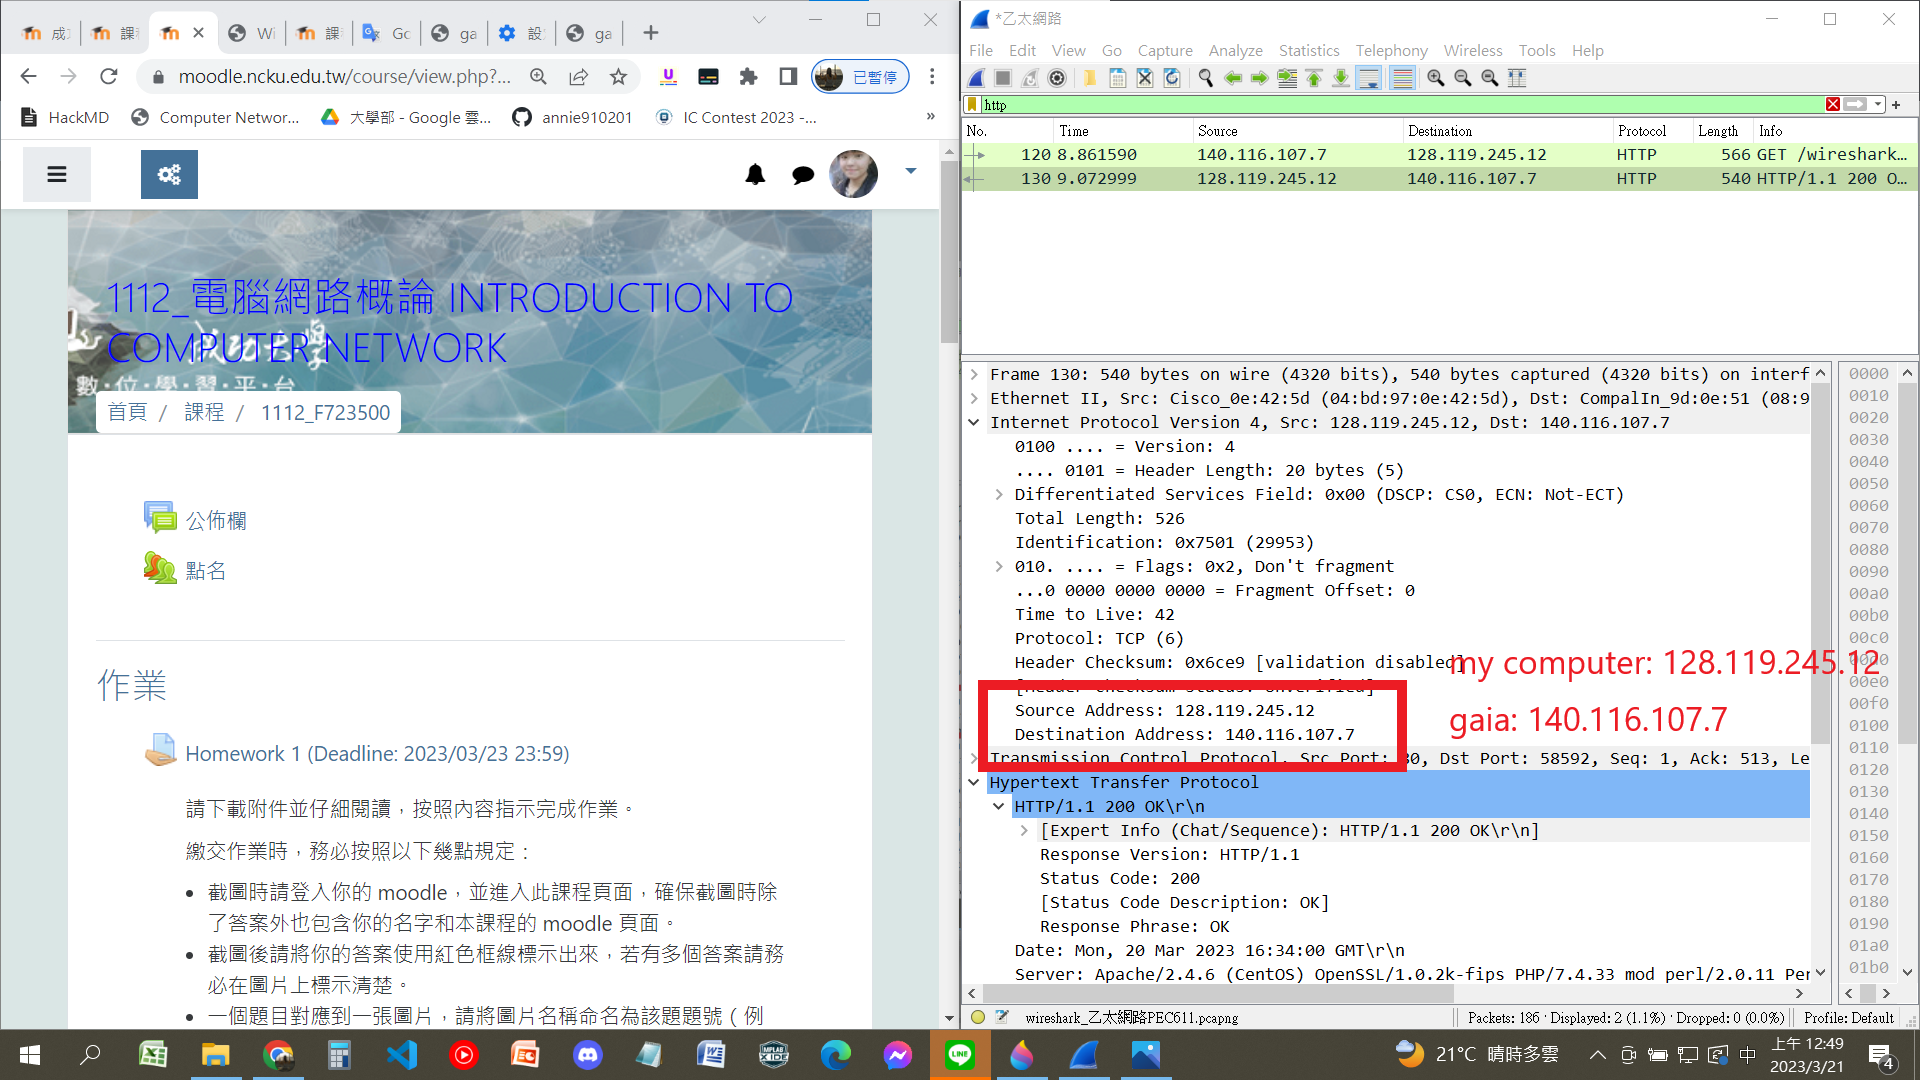 成
課
Wi
課
Go
ga
設
ga
moodle.ncku.edu.tw/course/view.php?...
已暫停
HackMD
Computer Networ...
大學部 - Google 雲...
annie910201
IC Contest 2023 -...
»
1112_電腦網路概論 INTRODUCTION TO
COMPUTER NETWORK
數·位·學·習·平·台
首頁 / 課程 / 1112_F723500
公佈欄
點名
作業
Homework 1 (Deadline: 2023/03/23 23:59)
請下載附件並仔細閱讀，按照內容指示完成作業。
繳交作業時，務必按照以下幾點規定：
• 截圖時請登入你的 moodle，並進入此課程頁面，確保截圖時除
了答案外也包含你的名字和本課程的 moodle 頁面。
• 截圖後請將你的答案使用紅色框線標示出來，若有多個答案請務
必在圖片上標示清楚。
• 一個題目對應到一張圖片，請將圖片名稱命名為該題題號（例
*乙太網路
File Edit View Go Capture Analyze Statistics Telephony Wireless Tools Help
http
No. Time Source Destination Protocol Length Info
120 8.861590 140.116.107.7 128.119.245.12 HTTP 566 GET /wireshark…
130 9.072999 128.119.245.12 140.116.107.7 HTTP 540 HTTP/1.1 200 O…
Frame 130: 540 bytes on wire (4320 bits), 540 bytes captured (4320 bits) on interf
Ethernet II, Src: Cisco_0e:42:5d (04:bd:97:0e:42:5d), Dst: CompalIn_9d:0e:51 (08:9
Internet Protocol Version 4, Src: 128.119.245.12, Dst: 140.116.107.7
0100 .... = Version: 4
.... 0101 = Header Length: 20 bytes (5)
Differentiated Services Field: 0x00 (DSCP: CS0, ECN: Not-ECT)
Total Length: 526
Identification: 0x7501 (29953)
010. .... = Flags: 0x2, Don't fragment
...0 0000 0000 0000 = Fragment Offset: 0
Time to Live: 42
Protocol: TCP (6)
Header Checksum: 0x6ce9 [validation disabled]
[Header checksum status: Unverified]
Source Address: 128.119.245.12
Destination Address: 140.116.107.7
Transmission Control Protocol, Src Port: 80, Dst Port: 58592, Seq: 1, Ack: 513, Le
Hypertext Transfer Protocol
HTTP/1.1 200 OK\r\n
[Expert Info (Chat/Sequence): HTTP/1.1 200 OK\r\n]
Response Version: HTTP/1.1
Status Code: 200
[Status Code Description: OK]
Response Phrase: OK
Date: Mon, 20 Mar 2023 16:34:00 GMT\r\n
Server: Apache/2.4.6 (CentOS) OpenSSL/1.0.2k-fips PHP/7.4.33 mod perl/2.0.11 Per
my computer: 128.119.245.12
gaia: 140.116.107.7
0000
0010
0020
0030
0040
0050
0060
0070
0080
0090
00a0
00b0
00c0
00d0
00e0
00f0
0100
0110
0120
0130
0140
0150
0160
0170
0180
0190
01a0
01b0
wireshark_乙太網路PEC611.pcapng
Packets: 186 · Displayed: 2 (1.1%) · Dropped: 0 (0.0%)
Profile: Default
MPLAB
X IDE
LINE
21°C 晴時多雲
中
上午 12:49
2023/3/21
4